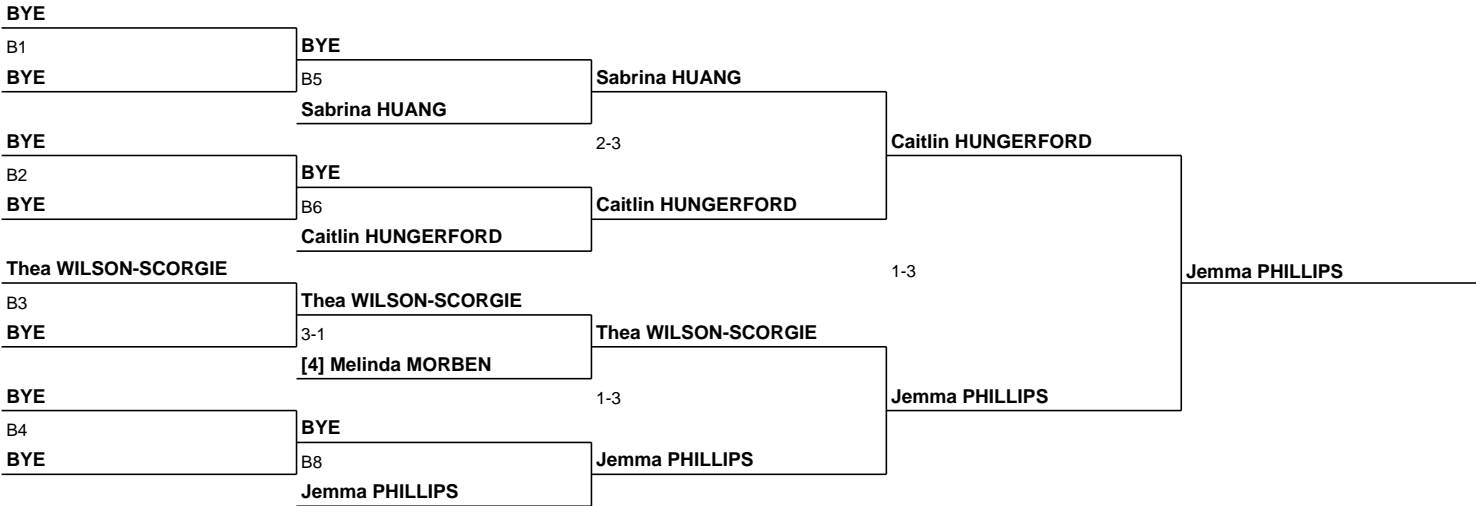 BYE
B1
BYE
BYE
B5
Sabrina HUANG
Sabrina HUANG
BYE
B2
BYE
BYE
B6
Caitlin HUNGERFORD
2-3
Caitlin HUNGERFORD
Caitlin HUNGERFORD
Thea WILSON-SCORGIE
B3
BYE
Thea WILSON-SCORGIE
3-1
[4] Melinda MORBEN
Thea WILSON-SCORGIE
BYE
B4
BYE
BYE
B8
Jemma PHILLIPS
1-3
Jemma PHILLIPS
Jemma PHILLIPS
1-3
Jemma PHILLIPS